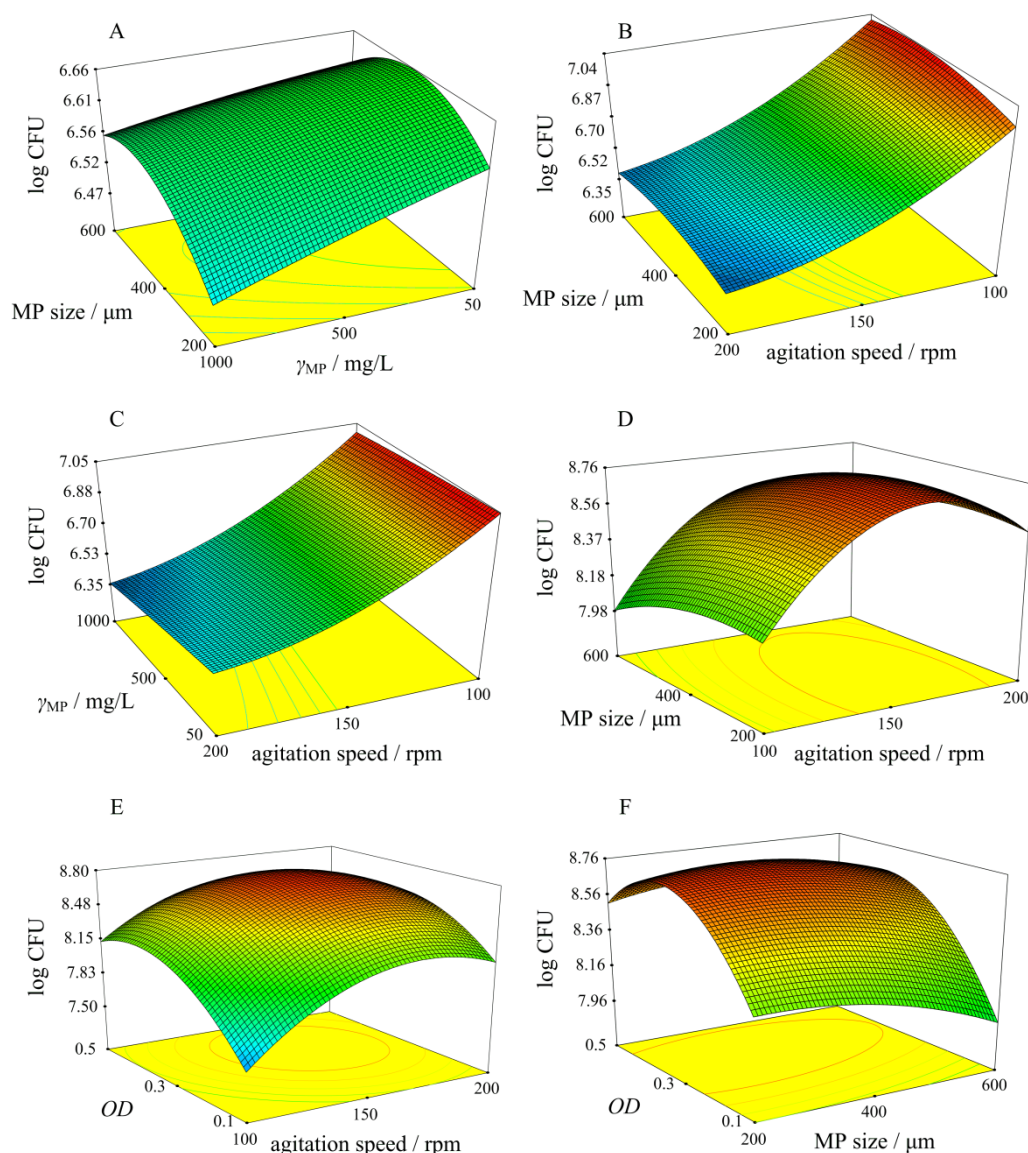 A
6.66
6.61
6.56
6.52
6.47
log CFU
600
400
200
MP size / μm
1000
500
50
γMP / mg/L
B
7.04
6.87
6.70
6.52
6.35
log CFU
600
400
200
MP size / μm
200
150
100
agitation speed / rpm
C
7.05
6.88
6.70
6.53
6.35
log CFU
1000
500
50
γMP / mg/L
200
150
100
agitation speed / rpm
D
8.76
8.56
8.37
8.18
7.98
log CFU
600
400
200
MP size / μm
100
150
200
agitation speed / rpm
E
8.80
8.48
8.15
7.83
7.50
log CFU
0.5
0.3
0.1
OD
100
150
200
agitation speed / rpm
F
8.76
8.56
8.36
8.16
7.96
log CFU
0.5
0.3
0.1
OD
200
400
600
MP size / μm